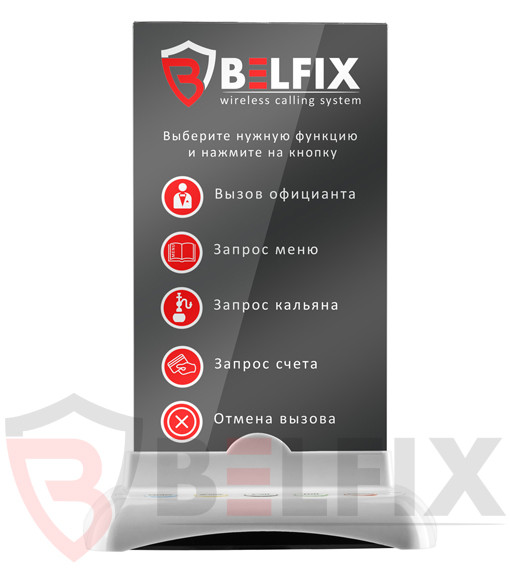 BELFIX
wireless calling system
Выберите нужную функцию
и нажмите на кнопку
Вызов официанта
Запрос меню
Запрос кальяна
Запрос счета
Отмена вызова
BELFIX